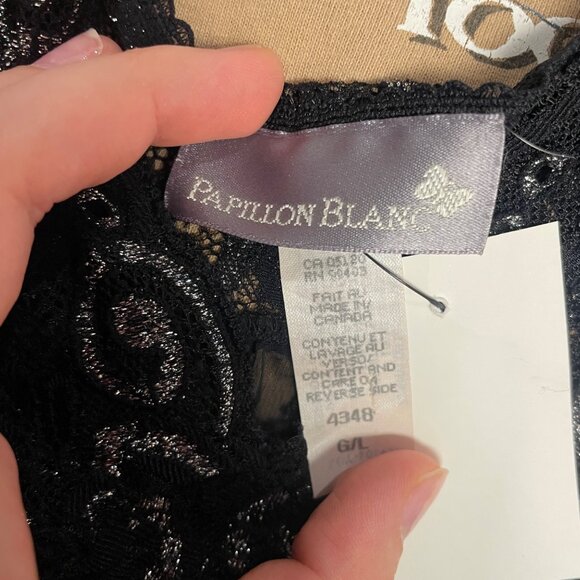 PAPILLON BLANC
CA 05120
RN 90403
FAIT AU
MADE IN
CANADA
CONTENU ET
LAVAGE AU
VERSO/
CONTENT AND
CARE ON
REVERSE SIDE
4348
G/L